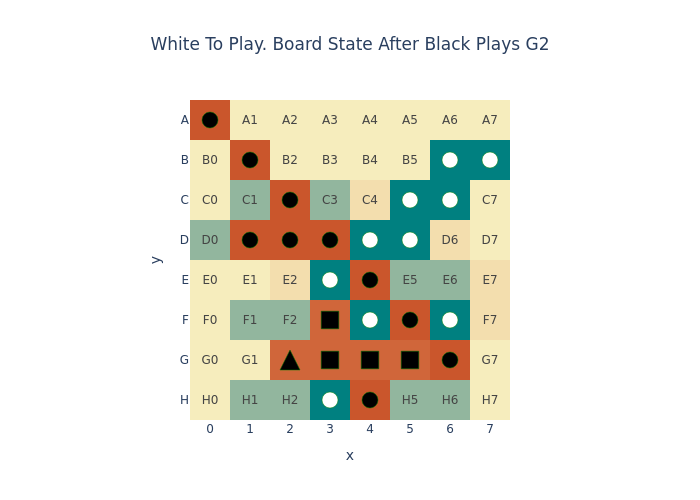 White To Play. Board State After Black Plays G2
A A1 A2 A3 A4 A5 A6 A7
B B0 B2 B3 B4 B5
C C0 C1 C3 C4 C7
D D0 D6 D7
E E0 E1 E2 E5 E6 E7
F F0 F1 F2 F7
G G0 G1 G7
H H0 H1 H2 H5 H6 H7
0 1 2 3 4 5 6 7
x
y